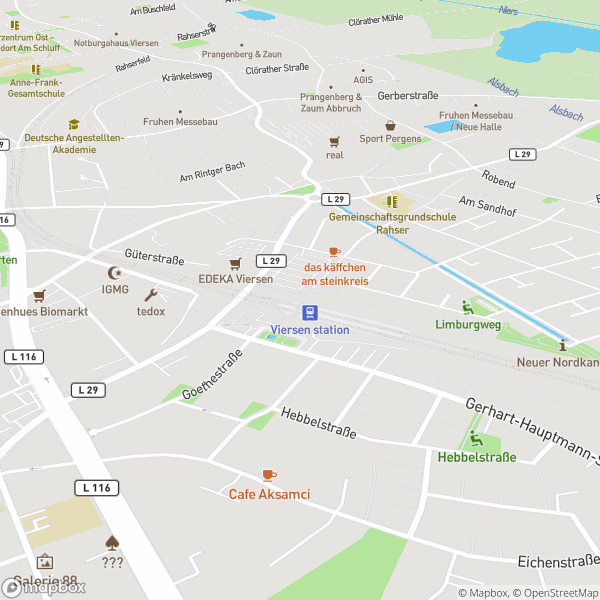 Am Buschfeld
Clörather Mühle
Niers
rzentrum Ost –
dort Am Schluff
Notburgahaus Viersen
Rahserstraße
Prangenberg & Zaun
Rahserfeld
Clörather Straße
Kränkelsweg
AGIS
Alsbach
Anne-Frank-
Gesamtschule
Prangenberg &
Zaum Abbruch
Gerberstraße
Alsbach
Fruhen Messebau
Fruhen Messebau
/ Neue Halle
Deutsche Angestellten-
Akademie
real
Sport Pergens
L 29
9
Am Rintger Bach
Robend
L 29
Am Sandhof
Gemeinschaftsgrundschule
Rahser
16
Güterstraße
L 29
das käffchen
am steinkreis
rten
IGMG
EDEKA Viersen
enhues Biomarkt
tedox
Viersen station
Limburgweg
L 116
Neuer Nordkan
Goethestraße
L 29
Gerhart-Hauptmann-S
Hebbelstraße
Hebbelstraße
L 116
Cafe Aksamci
???
Eichenstraße
Galerie 88
mapbox
© Mapbox, © OpenStreetMap